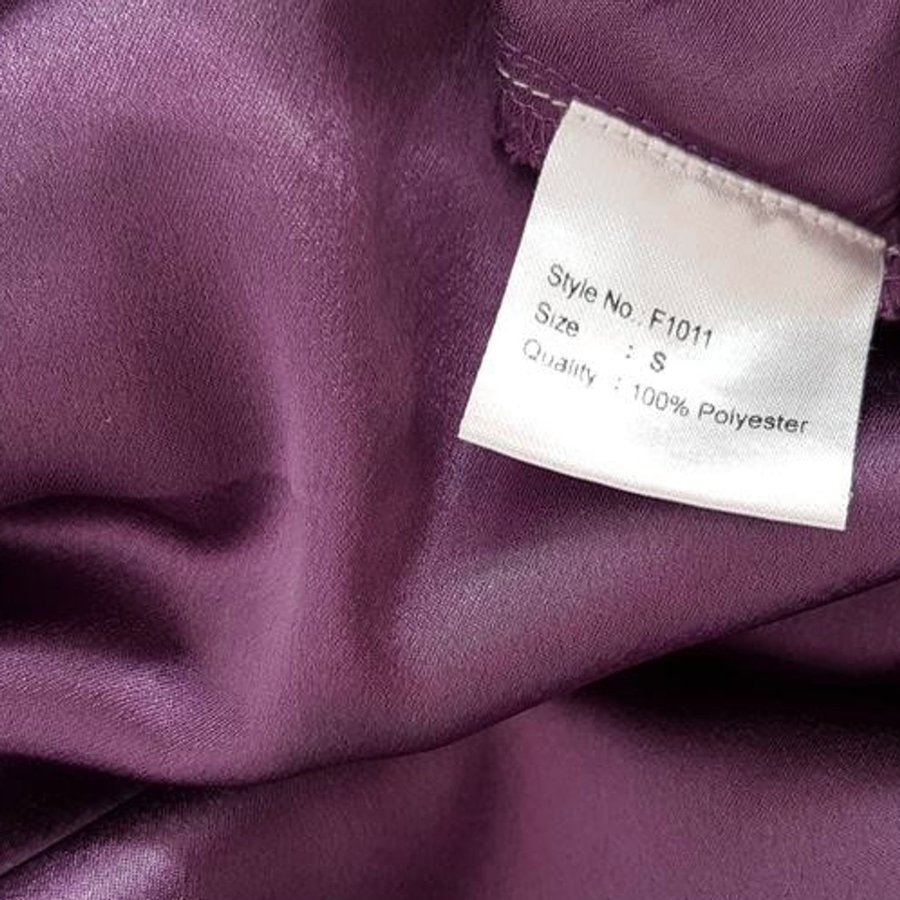 Style No.: F1011
Size : S
Quality : 100% Polyester